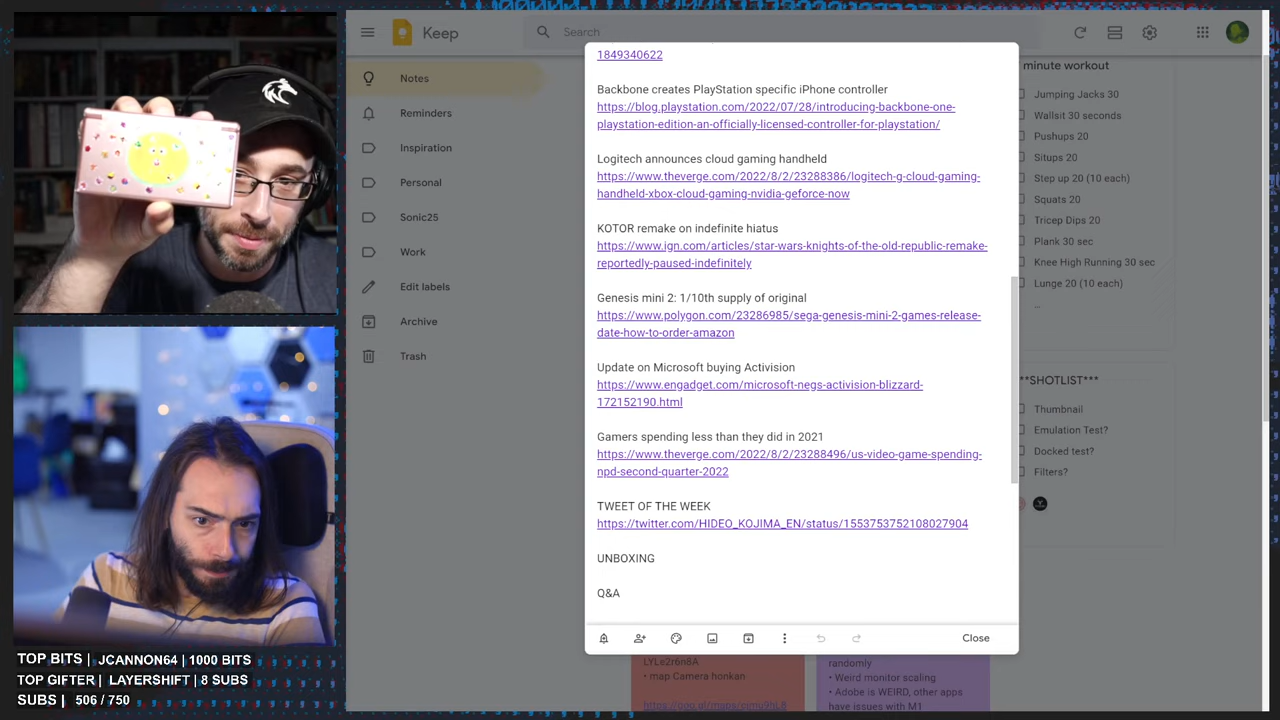 Keep
Search
Notes
Reminders
Inspiration
Personal
Sonic25
Work
Edit labels
Archive
Trash
1849340622
Backbone creates PlayStation specific iPhone controller
https://blog.playstation.com/2022/07/28/introducing-backbone-one-
playstation-edition-an-officially-licensed-controller-for-playstation/
Logitech announces cloud gaming handheld
https://www.theverge.com/2022/8/2/23288386/logitech-g-cloud-gaming-
handheld-xbox-cloud-gaming-nvidia-geforce-now
KOTOR remake on indefinite hiatus
https://www.ign.com/articles/star-wars-knights-of-the-old-republic-remake-
reportedly-paused-indefinitely
Genesis mini 2: 1/10th supply of original
https://www.polygon.com/23286985/sega-genesis-mini-2-games-release-
date-how-to-order-amazon
Update on Microsoft buying Activision
https://www.engadget.com/microsoft-negs-activision-blizzard-
172152190.html
Gamers spending less than they did in 2021
https://www.theverge.com/2022/8/2/23288496/us-video-game-spending-
npd-second-quarter-2022
TWEET OF THE WEEK
https://twitter.com/HIDEO_KOJIMA_EN/status/1553753752108027904
UNBOXING
Q&A
Close
minute workout
Jumping Jacks 30
Wallsit 30 seconds
Pushups 20
Situps 20
Step up 20 (10 each)
Squats 20
Tricep Dips 20
Plank 30 sec
Knee High Running 30 sec
Lunge 20 (10 each)
**SHOTLIST***
Thumbnail
Emulation Test?
Docked test?
Filters?
LYLe2r6n8A
• map Camera honkan
randomly
• Weird monitor scaling
• Adobe is WEIRD, other apps
have issues with M1
TOP BITS | JCANNON64 | 1000 BITS
TOP GIFTER | LAYERSHIFT | 8 SUBS
SUBS | 506 / 750